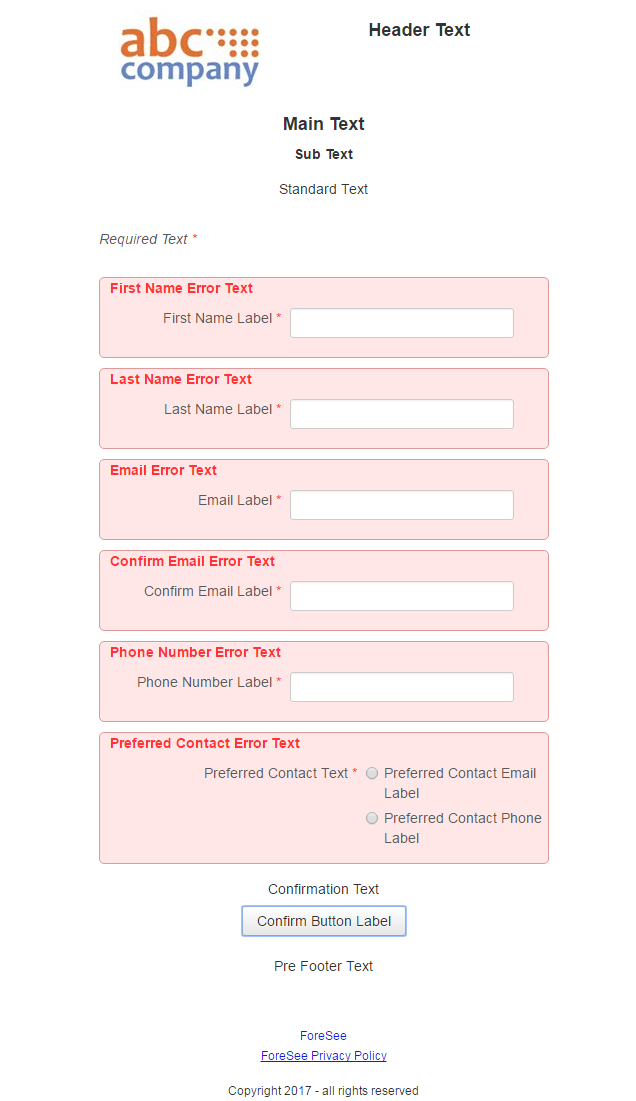 abc
company
Header Text
Main Text
Sub Text
Standard Text
Required Text *
First Name Error Text
First Name Label *
Last Name Error Text
Last Name Label *
Email Error Text
Email Label *
Confirm Email Error Text
Confirm Email Label *
Phone Number Error Text
Phone Number Label *
Preferred Contact Error Text
Preferred Contact Text *
Preferred Contact Email
Label
Preferred Contact Phone
Label
Confirmation Text
Confirm Button Label
Pre Footer Text
ForeSee
ForeSee Privacy Policy
Copyright 2017 - all rights reserved